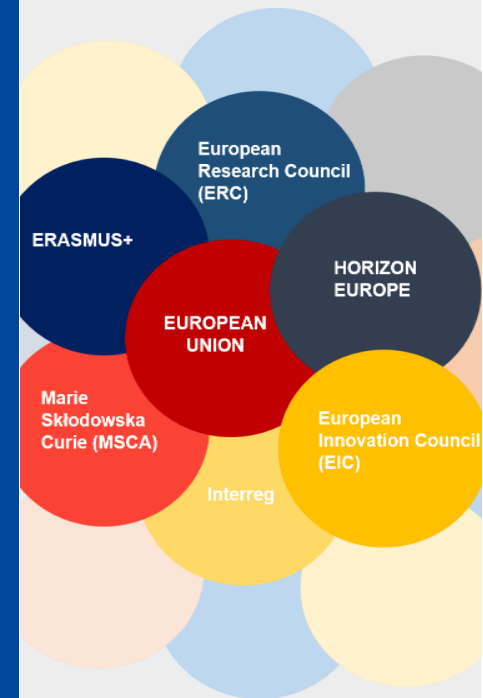 European
Research Council
(ERC)
ERASMUS+
HORIZON
EUROPE
EUROPEAN
UNION
Marie
Skłodowska
Curie (MSCA)
European
Innovation Council
(EIC)
Interreg